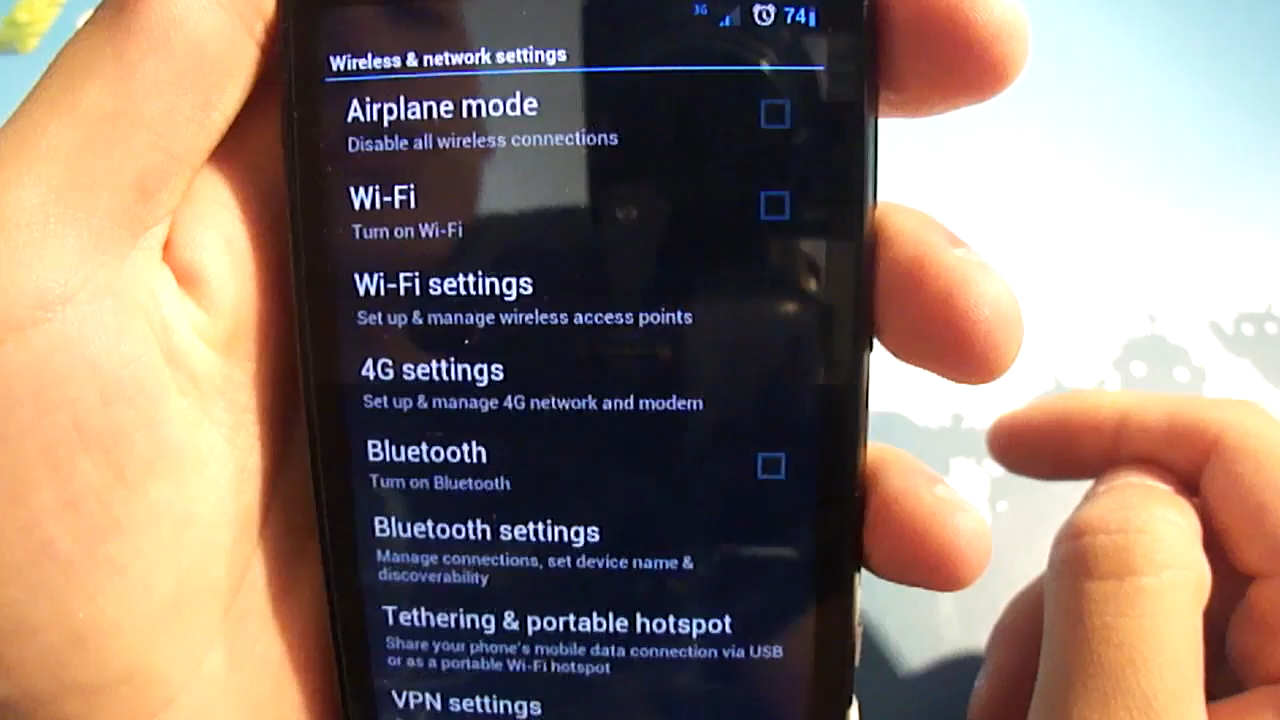 3G 74
Wireless & network settings
Airplane mode
Disable all wireless connections
Wi-Fi
Turn on Wi-Fi
Wi-Fi settings
Set up & manage wireless access points
4G settings
Set up & manage 4G network and modem
Bluetooth
Turn on Bluetooth
Bluetooth settings
Manage connections, set device name &
discoverability
Tethering & portable hotspot
Share your phone's mobile data connection via USB
or as a portable Wi-Fi hotspot
VPN settings